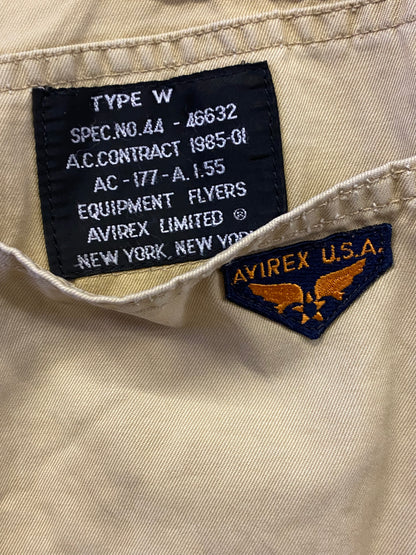 TYPE W
SPEC.NO.44 - 46632
A.C.CONTRACT 1985-01
AC -177-A.1.55
EQUIPMENT FLYERS
AVIREX LIMITED ®
NEW YORK, NEW YOR
AVIREX U.S.A.